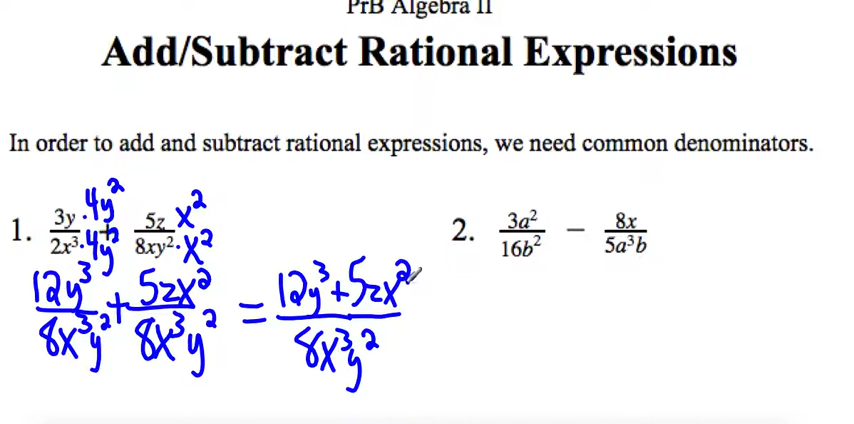 PrB Algebra II
Add/Subtract Rational Expressions
In order to add and subtract rational expressions, we need common denominators.
1. 3y/2x³ · 4y²/4y² + 5z/8xy² · x²/x²
12y³/8x³y² + 5zx²/8x³y² = (12y³+5zx²)/8x³y²
2. 3a²/16b² − 8x/5a³b